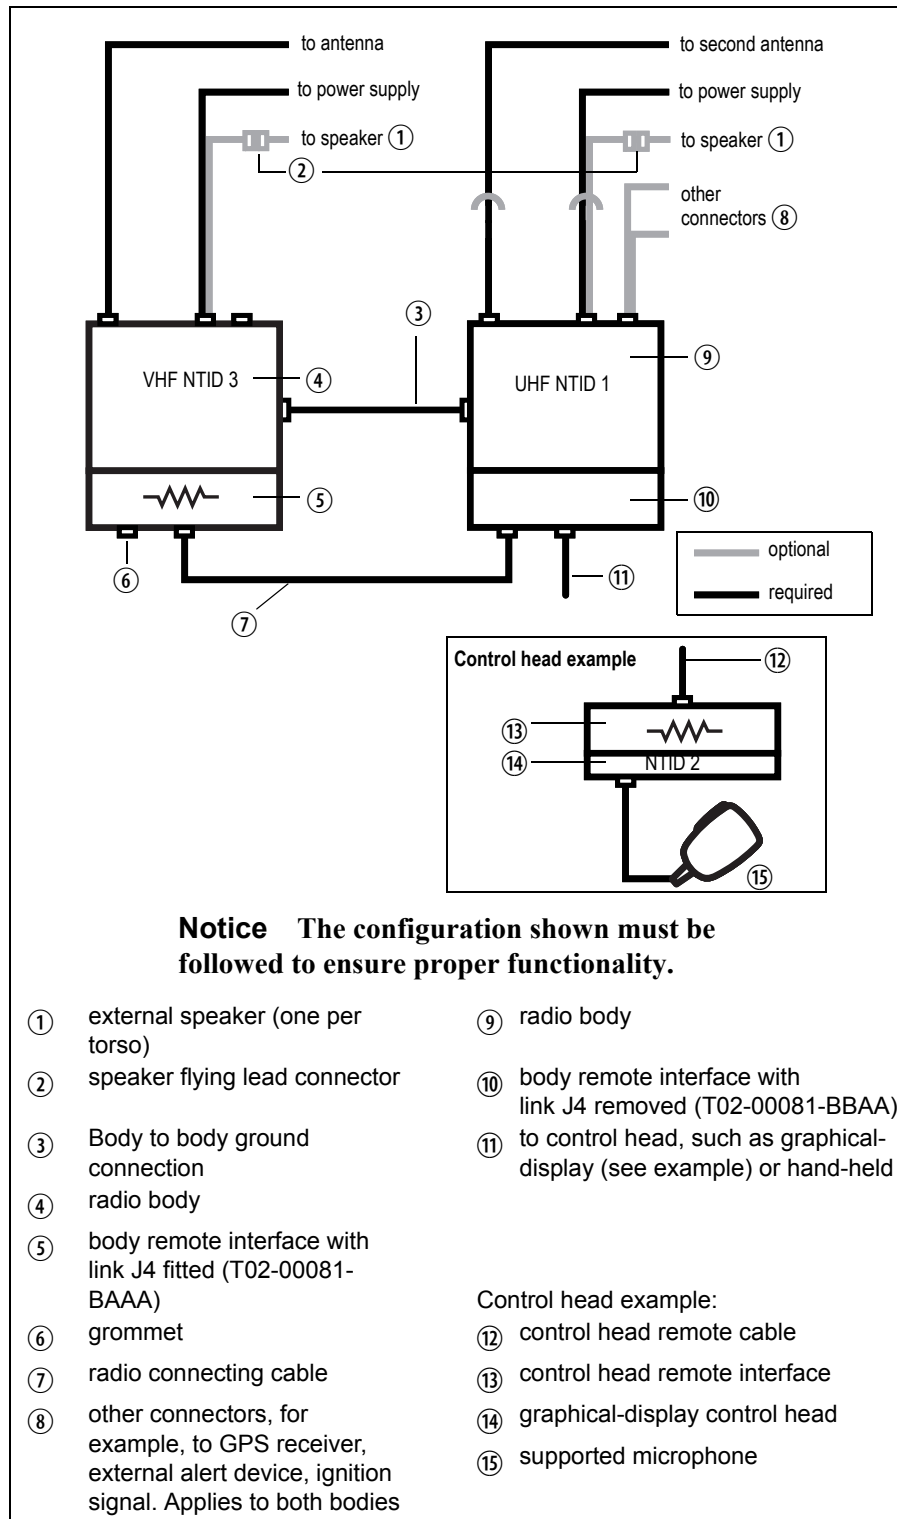 to antenna
to second antenna
to power supply
to power supply
to speaker ①
to speaker ①
②
other
connectors ⑧
③
VHF NTID 3
④
UHF NTID 1
⑨
⑤
⑩
⑥
⑦
⑪
optional
required
Control head example
⑫
⑬
⑭
NTID 2
⑮
Notice The configuration shown must be
followed to ensure proper functionality.
① external speaker (one per
torso)
② speaker flying lead connector
③ Body to body ground
connection
④ radio body
⑤ body remote interface with
link J4 fitted (T02-00081-
BAAA)
⑥ grommet
⑦ radio connecting cable
⑧ other connectors, for
example, to GPS receiver,
external alert device, ignition
signal. Applies to both bodies
⑨ radio body
⑩ body remote interface with
link J4 removed (T02-00081-BBAA)
⑪ to control head, such as graphical-
display (see example) or hand-held
Control head example:
⑫ control head remote cable
⑬ control head remote interface
⑭ graphical-display control head
⑮ supported microphone